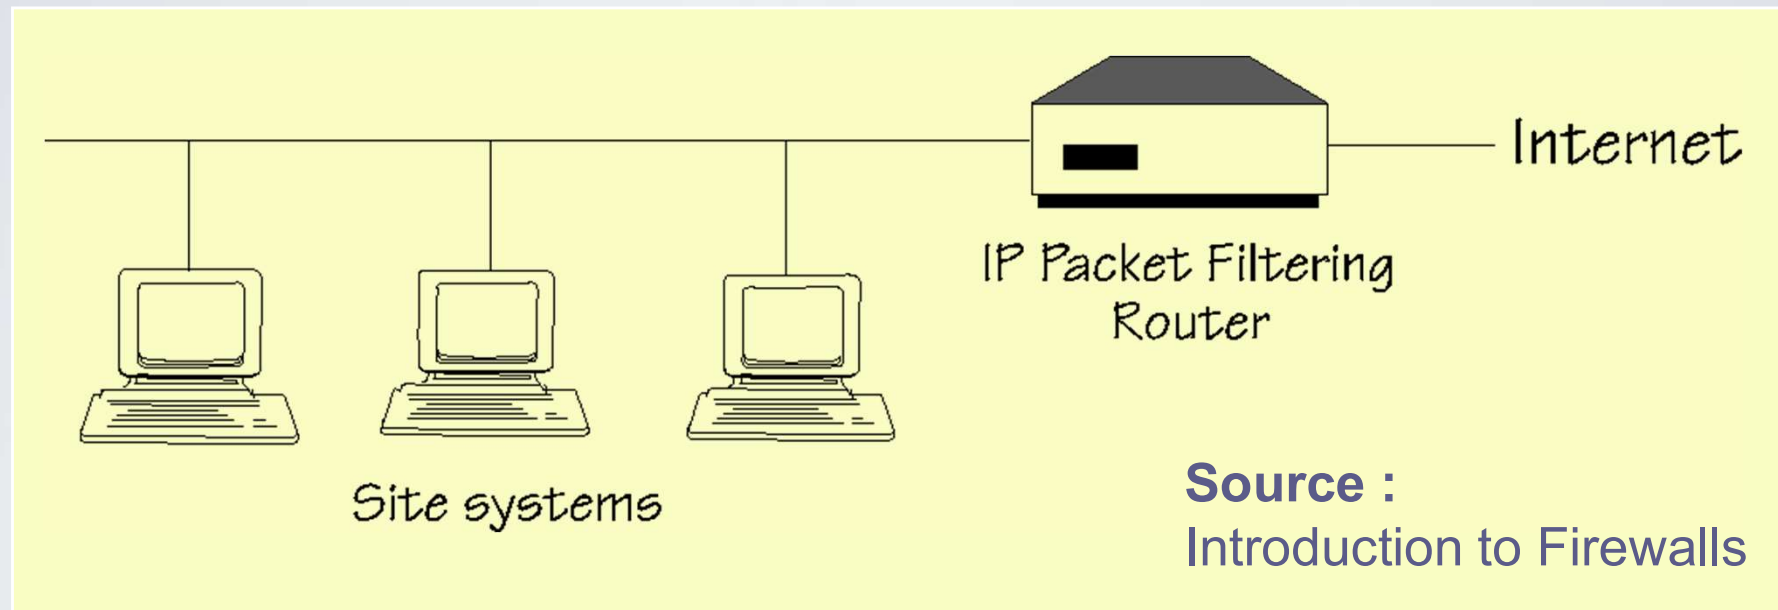 Internet
IP Packet Filtering
Router
Site systems
Source :
Introduction to Firewalls